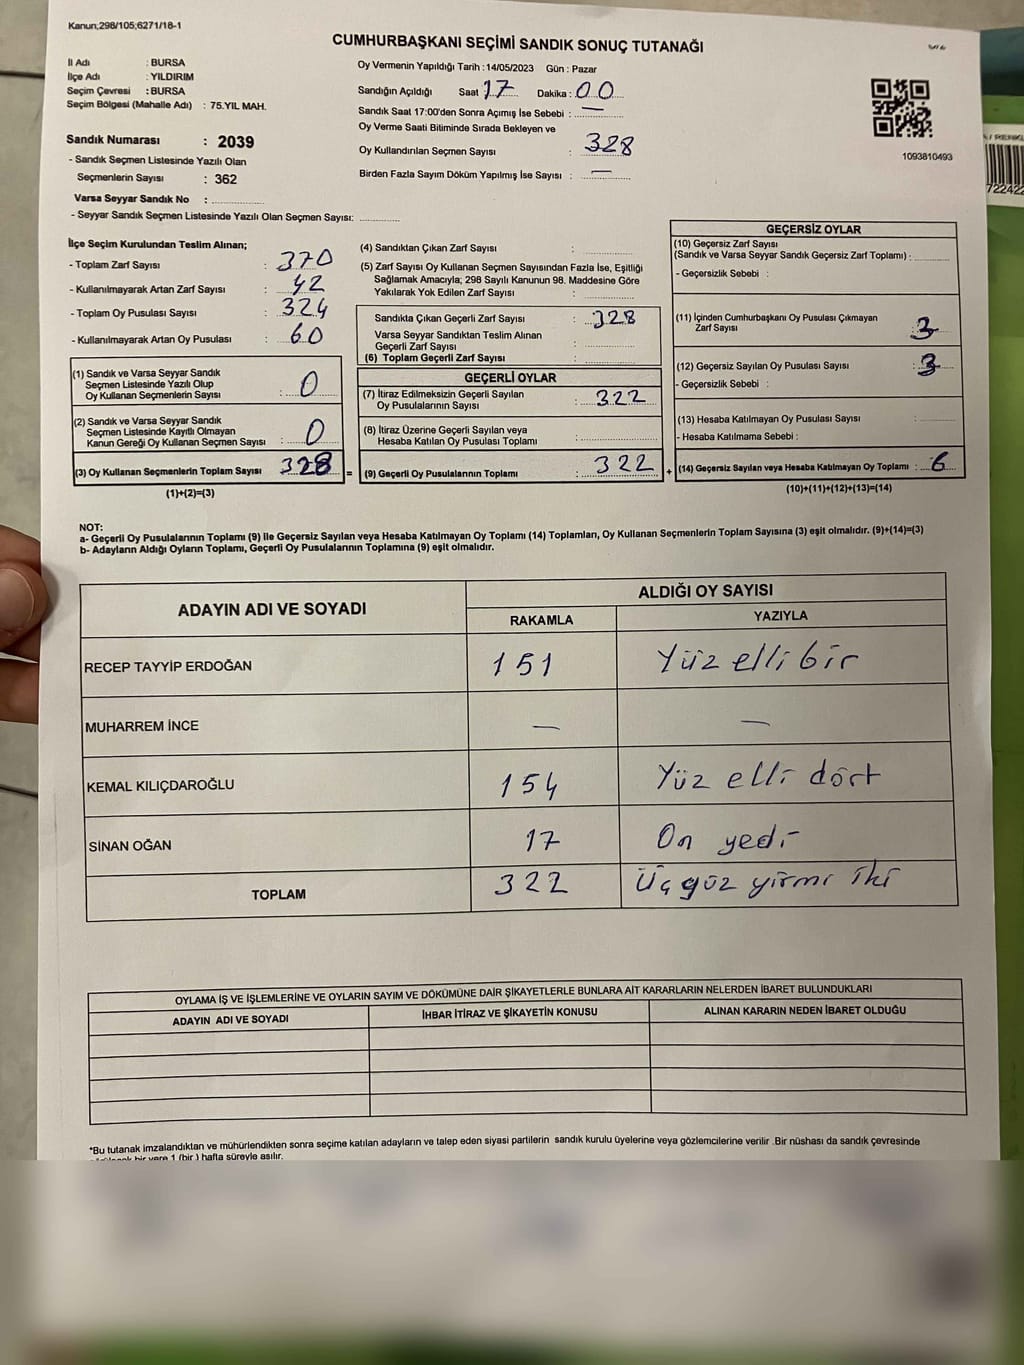 Kanun;298/105;6271/18-1
CUMHURBAŞKANI SEÇİMİ SANDIK SONUÇ TUTANAĞI
İl Adı : BURSA
İlçe Adı : YILDIRIM
Seçim Çevresi : BURSA
Seçim Bölgesi (Mahalle Adı) : 75.YIL MAH.
Sandık Numarası : 2039
- Sandık Seçmen Listesinde Yazılı Olan
Seçmenlerin Sayısı : 362
Varsa Seyyar Sandık No :
- Seyyar Sandık Seçmen Listesinde Yazılı Olan Seçmen Sayısı:
Oy Vermenin Yapıldığı Tarih : 14/05/2023 Gün : Pazar
Sandığın Açıldığı Saat 17 Dakika : 00
Sandık Saat 17:00'den Sonra Açımış İse Sebebi : —
Oy Verme Saati Bitiminde Sırada Bekleyen ve
Oy Kullandırılan Seçmen Sayısı : 328
Birden Fazla Sayım Döküm Yapılmış İse Sayısı : —
1093810493
/ RENKG
722422
İlçe Seçim Kurulundan Teslim Alınan;
- Toplam Zarf Sayısı : 370
- Kullanılmayarak Artan Zarf Sayısı : 42
- Toplam Oy Pusulası Sayısı : 324
- Kullanılmayarak Artan Oy Pusulası : 60
(1) Sandık ve Varsa Seyyar Sandık
Seçmen Listesinde Yazılı Olup
Oy Kullanan Seçmenlerin Sayısı : 0
(2) Sandık ve Varsa Seyyar Sandık
Seçmen Listesinde Kayıtlı Olmayan
Kanun Gereği Oy Kullanan Seçmen Sayısı : 0
(3) Oy Kullanan Seçmenlerin Toplam Sayısı 328 =
(1)+(2)=(3)
(4) Sandıktan Çıkan Zarf Sayısı :
(5) Zarf Sayısı Oy Kullanan Seçmen Sayısından Fazla İse, Eşitliği
Sağlamak Amacıyla; 298 Sayılı Kanunun 98. Maddesine Göre
Yakılarak Yok Edilen Zarf Sayısı :
Sandıkta Çıkan Geçerli Zarf Sayısı : 328
Varsa Seyyar Sandıktan Teslim Alınan
Geçerli Zarf Sayısı :
(6) Toplam Geçerli Zarf Sayısı :
GEÇERLİ OYLAR
(7) İtiraz Edilmeksizin Geçerli Sayılan
Oy Pusulalarının Sayısı : 322
(8) İtiraz Üzerine Geçerli Sayılan veya
Hesaba Katılan Oy Pusulası Toplamı :
(9) Geçerli Oy Pusulalarının Toplamı : 322 +
GEÇERSİZ OYLAR
(10) Geçersiz Zarf Sayısı
(Sandık ve Varsa Seyyar Sandık Geçersiz Zarf Toplamı) :
- Geçersizlik Sebebi :
(11) İçinden Cumhurbaşkanı Oy Pusulası Çıkmayan
Zarf Sayısı : 3
(12) Geçersiz Sayılan Oy Pusulası Sayısı : 3
- Geçersizlik Sebebi :
(13) Hesaba Katılmayan Oy Pusulası Sayısı :
- Hesaba Katılmama Sebebi :
(14) Geçersiz Sayılan veya Hesaba Katılmayan Oy Toplamı : 6
(10)+(11)+(12)+(13)=(14)
NOT:
a- Geçerli Oy Pusulalarının Toplamı (9) ile Geçersiz Sayılan veya Hesaba Katılmayan Oy Toplamı (14) Toplamları, Oy Kullanan Seçmenlerin Toplam Sayısına (3) eşit olmalıdır. (9)+(14)=(3)
b- Adayların Aldığı Oyların Toplamı, Geçerli Oy Pusulalarının Toplamına (9) eşit olmalıdır.
ADAYIN ADI VE SOYADI ALDIĞI OY SAYISI
RAKAMLA YAZIYLA
RECEP TAYYİP ERDOĞAN 151 Yüz elli bir
MUHARREM İNCE — —
KEMAL KILIÇDAROĞLU 154 Yüz elli dört
SİNAN OĞAN 17 On yedi
TOPLAM 322 Üçgüz yirmi iki
OYLAMA İŞ VE İŞLEMLERİNE VE OYLARIN SAYIM VE DÖKÜMÜNE DAİR ŞİKAYETLERLE BUNLARA AİT KARARLARIN NELERDEN İBARET BULUNDUKLARI
ADAYIN ADI VE SOYADI İHBAR İTİRAZ VE ŞİKAYETİN KONUSU ALINAN KARARIN NEDEN İBARET OLDUĞU
*Bu tutanak imzalandıktan ve mühürlendikten sonra seçime katılan adayların ve talep eden siyasi partilerin sandık kurulu üyelerine veya gözlemcilerine verilir .Bir nüshası da sandık çevresinde
bir yere 1 (bir ) hafta süreyle asılır.